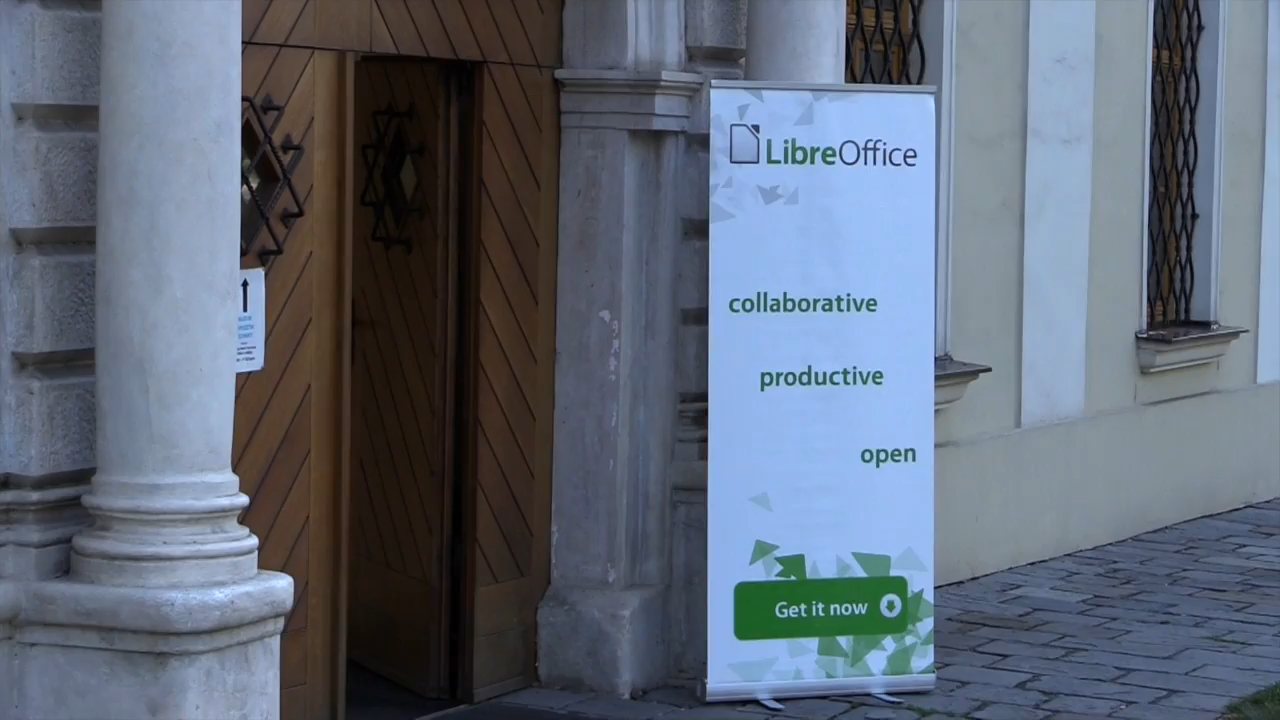 LibreOffice
collaborative
productive
open
Get it now